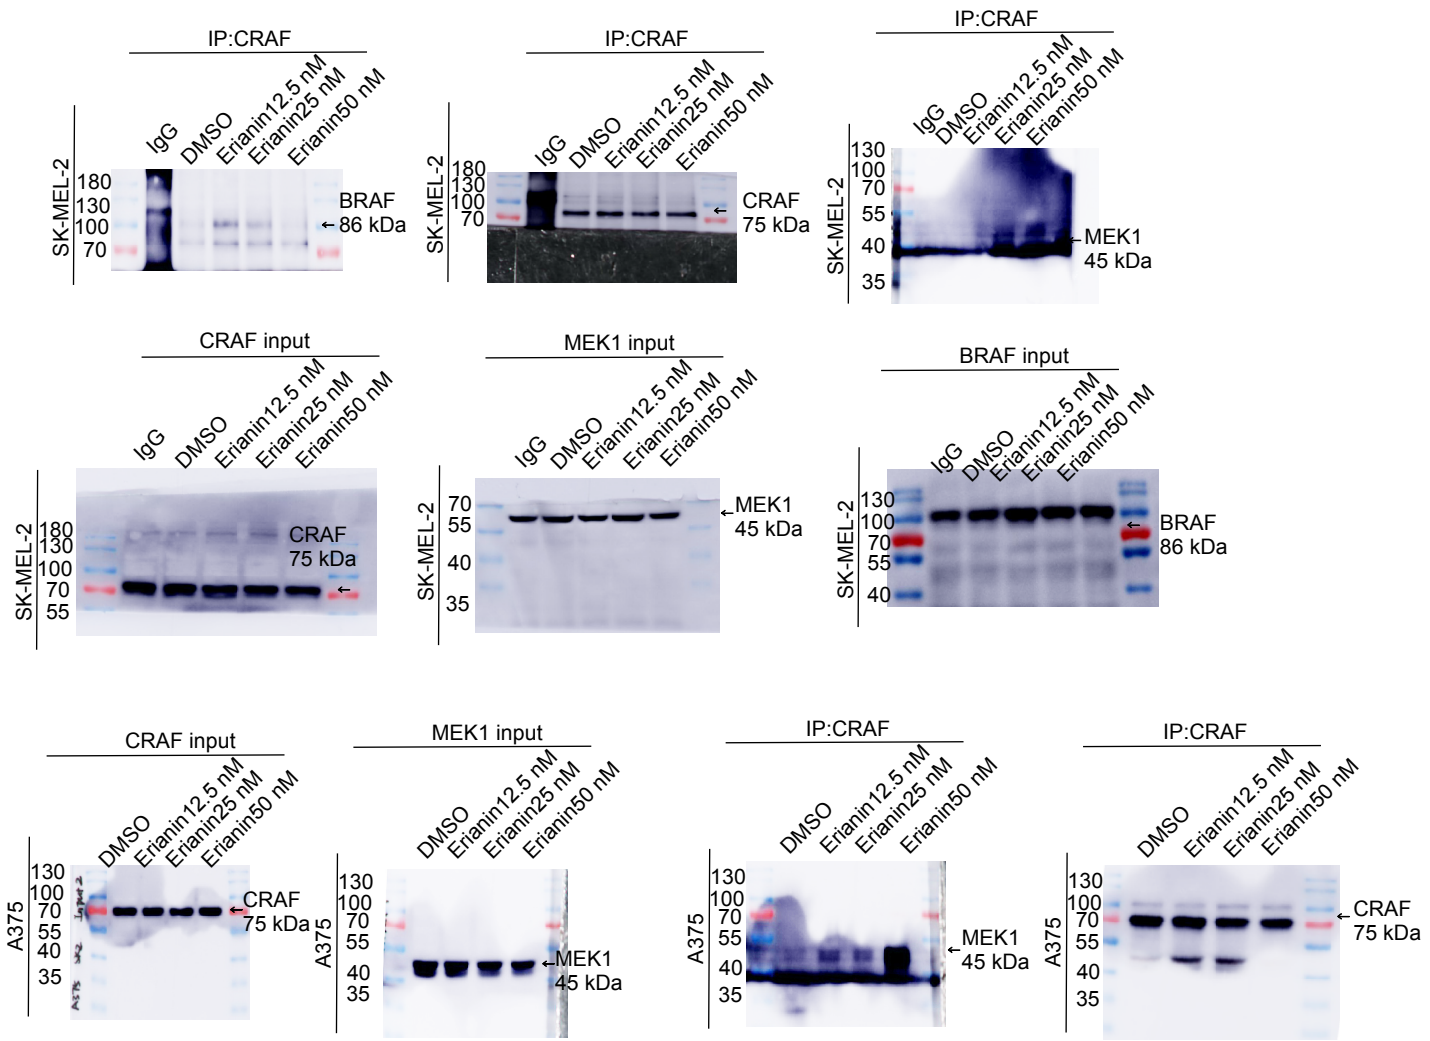 IP:CRAF
IgG
DMSO
Erianin12.5 nM
Erianin25 nM
Erianin50 nM
SK-MEL-2
180
130
100
70
BRAF
86 kDa
IP:CRAF
IgG
DMSO
Erianin12.5 nM
Erianin25 nM
Erianin50 nM
SK-MEL-2
180
130
100
70
CRAF
75 kDa
IP:CRAF
IgG
DMSO
Erianin12.5 nM
Erianin25 nM
Erianin50 nM
SK-MEL-2
130
100
70
55
40
35
MEK1
45 kDa
CRAF input
IgG
DMSO
Erianin12.5 nM
Erianin25 nM
Erianin50 nM
SK-MEL-2
180
130
100
70
55
CRAF
75 kDa
MEK1 input
IgG
DMSO
Erianin12.5 nM
Erianin25 nM
Erianin50 nM
SK-MEL-2
70
55
40
35
MEK1
45 kDa
BRAF input
IgG
DMSO
Erianin12.5 nM
Erianin25 nM
Erianin50 nM
SK-MEL-2
130
100
70
55
40
BRAF
86 kDa
CRAF input
DMSO
Erianin12.5 nM
Erianin25 nM
Erianin50 nM
A375
130
100
70
55
40
35
Input 2
A375
CRAF
75 kDa
MEK1 input
DMSO
Erianin12.5 nM
Erianin25 nM
Erianin50 nM
A375
130
100
70
55
40
35
MEK1
45 kDa
IP:CRAF
DMSO
Erianin12.5 nM
Erianin25 nM
Erianin50 nM
A375
130
100
70
55
40
35
MEK1
45 kDa
IP:CRAF
DMSO
Erianin12.5 nM
Erianin25 nM
Erianin50 nM
A375
130
100
70
55
40
35
CRAF
75 kDa